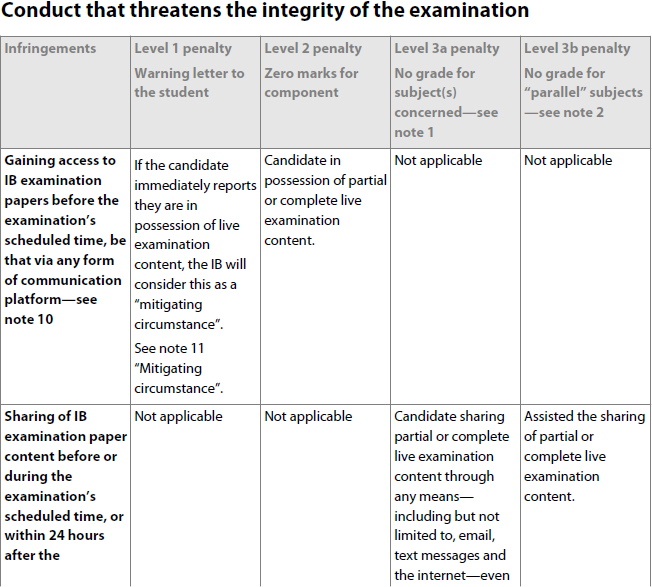 Conduct that threatens the integrity of the examination
Infringements
Level 1 penalty
Warning letter to
the student
Level 2 penalty
Zero marks for
component
Level 3a penalty
No grade for
subject(s)
concerned—see
note 1
Level 3b penalty
No grade for
“parallel” subjects
—see note 2
Gaining access to
IB examination
papers before the
examination’s
scheduled time, be
that via any form
of communication
platform—see
note 10
If the candidate
immediately reports
they are in
possession of live
examination
content, the IB will
consider this as a
“mitigating
circumstance”.
See note 11
“Mitigating
circumstance”.
Candidate in
possession of partial
or complete live
examination
content.
Not applicable
Not applicable
Sharing of IB
examination paper
content before or
during the
examination’s
scheduled time, or
within 24 hours
after the
Not applicable
Not applicable
Candidate sharing
partial or complete
live examination
content through
any means—
including but not
limited to, email,
text messages and
the internet—even
Assisted the sharing
of partial or
complete live
examination
content.